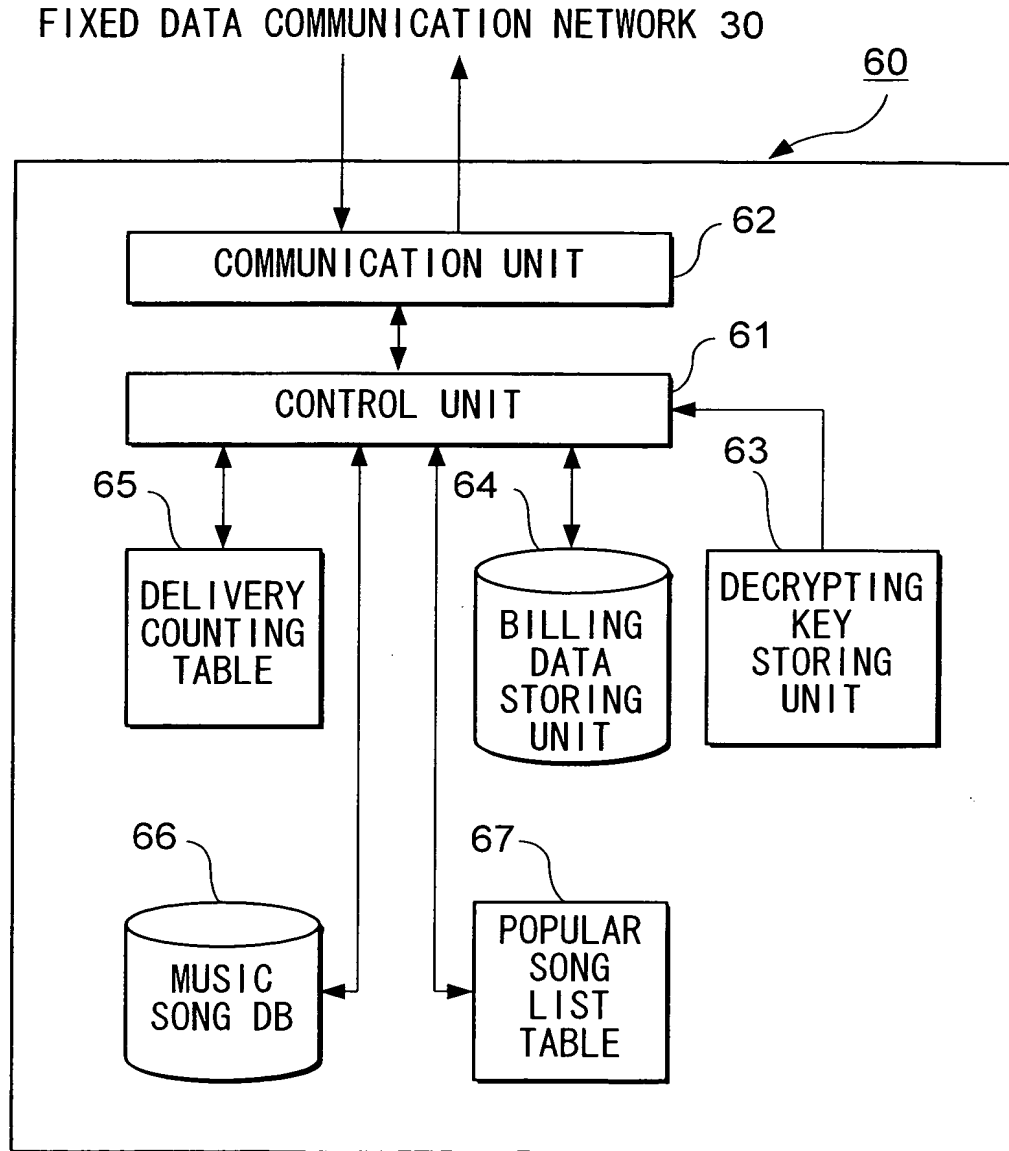 FIXED DATA COMMUNICATION NETWORK 30
60
62
COMMUNICATION UNIT
61
CONTROL UNIT
65
64
63
DELIVERY
COUNTING
TABLE
BILLING
DATA
STORING
UNIT
DECRYPTING
KEY
STORING
UNIT
66
67
MUSIC
SONG DB
POPULAR
SONG
LIST
TABLE